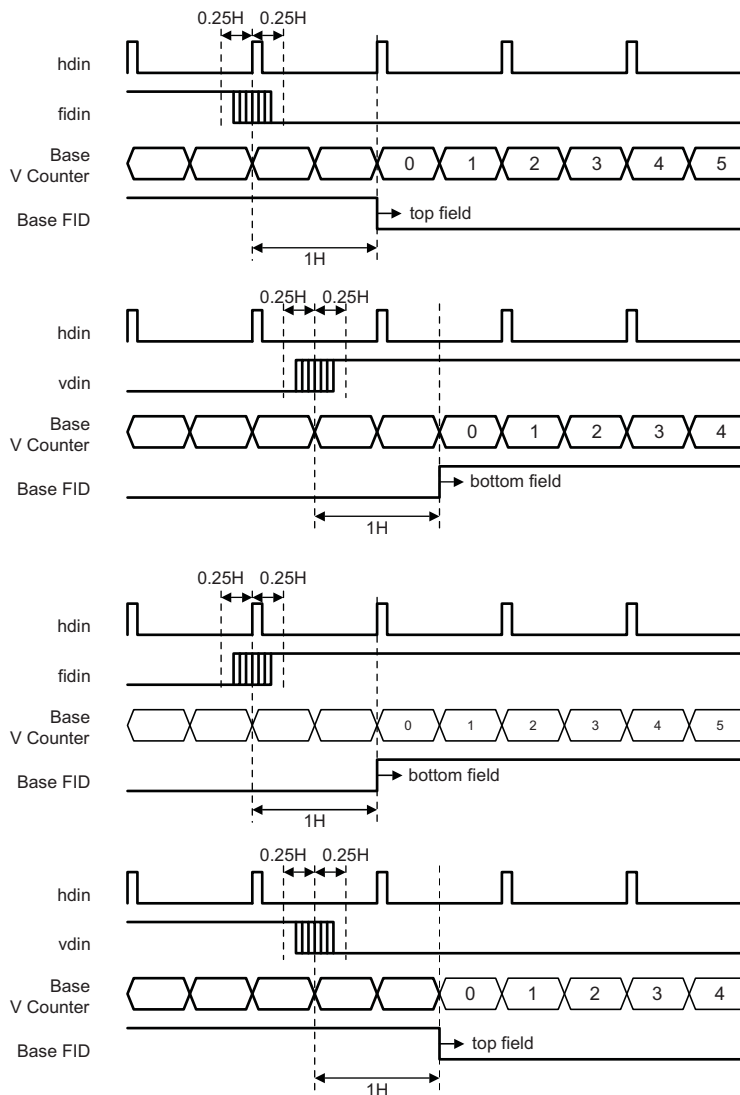 0.25H 0.25H
hdin
fidin
Base
V Counter
0 1 2 3 4 5
Base FID
top field
1H
0.25H 0.25H
hdin
vdin
Base
V Counter
0 1 2 3 4
Base FID
bottom field
1H
0.25H 0.25H
hdin
fidin
Base
V Counter
0 1 2 3 4 5
Base FID
bottom field
1H
0.25H 0.25H
hdin
vdin
Base
V Counter
0 1 2 3 4
Base FID
top field
1H